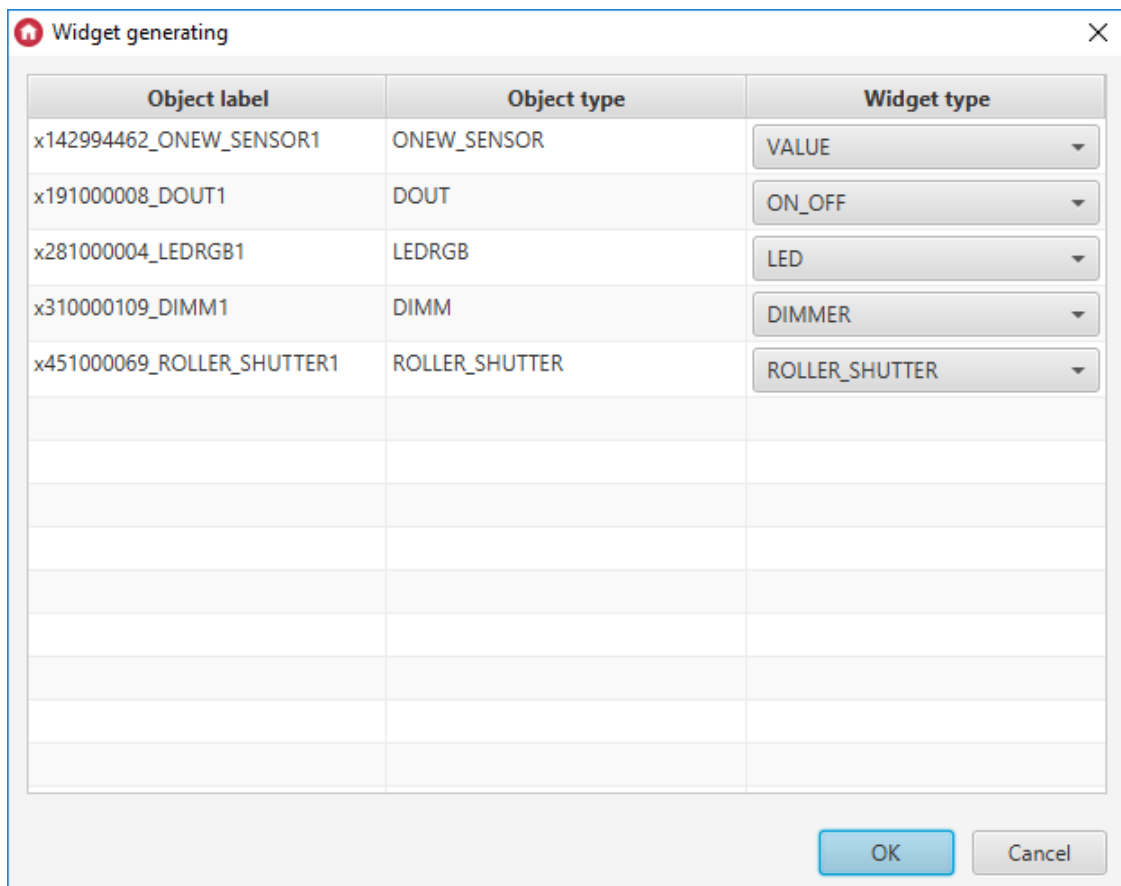 Widget generating
Object label Object type Widget type
x142994462_ONEW_SENSOR1 ONEW_SENSOR VALUE
x191000008_DOUT1 DOUT ON_OFF
x281000004_LEDRGB1 LEDRGB LED
x310000109_DIMM1 DIMM DIMMER
x451000069_ROLLER_SHUTTER1 ROLLER_SHUTTER ROLLER_SHUTTER
OK Cancel